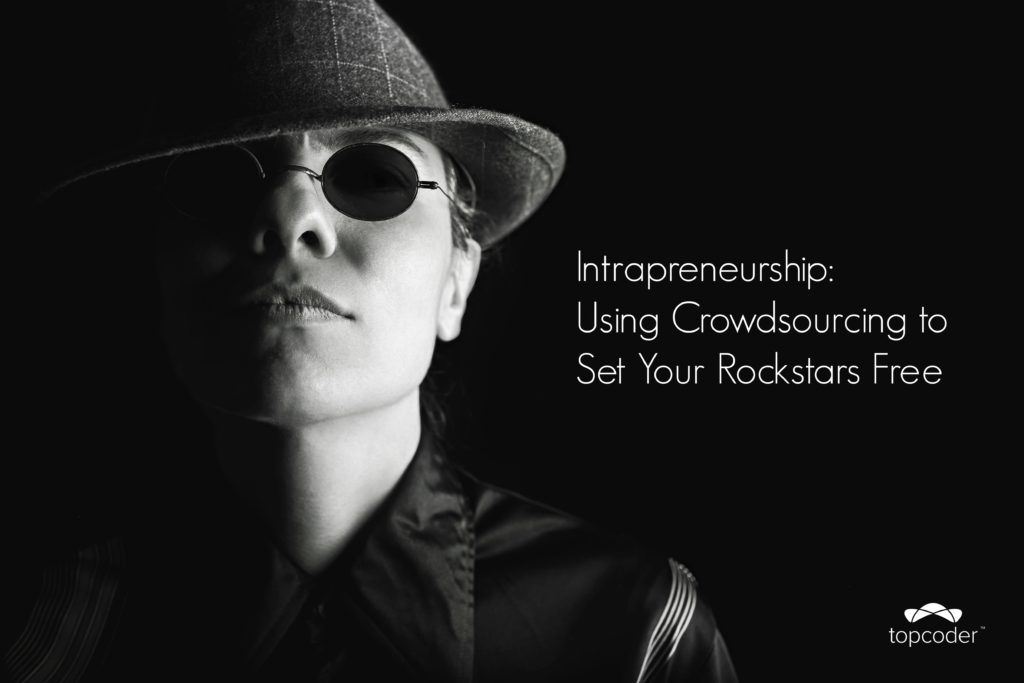 Intrapreneurship:
Using Crowdsourcing to
Set Your Rockstars Free
topcoder™